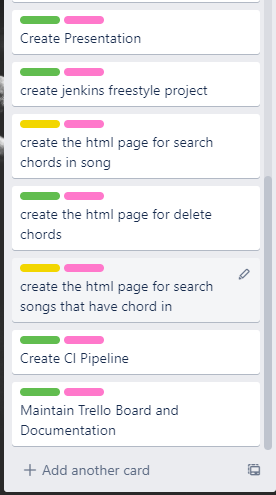 Create Presentation
create jenkins freestyle project
create the html page for search
chords in song
create the html page for delete
chords
create the html page for search
songs that have chord in
Create CI Pipeline
Maintain Trello Board and
Documentation
+ Add another card